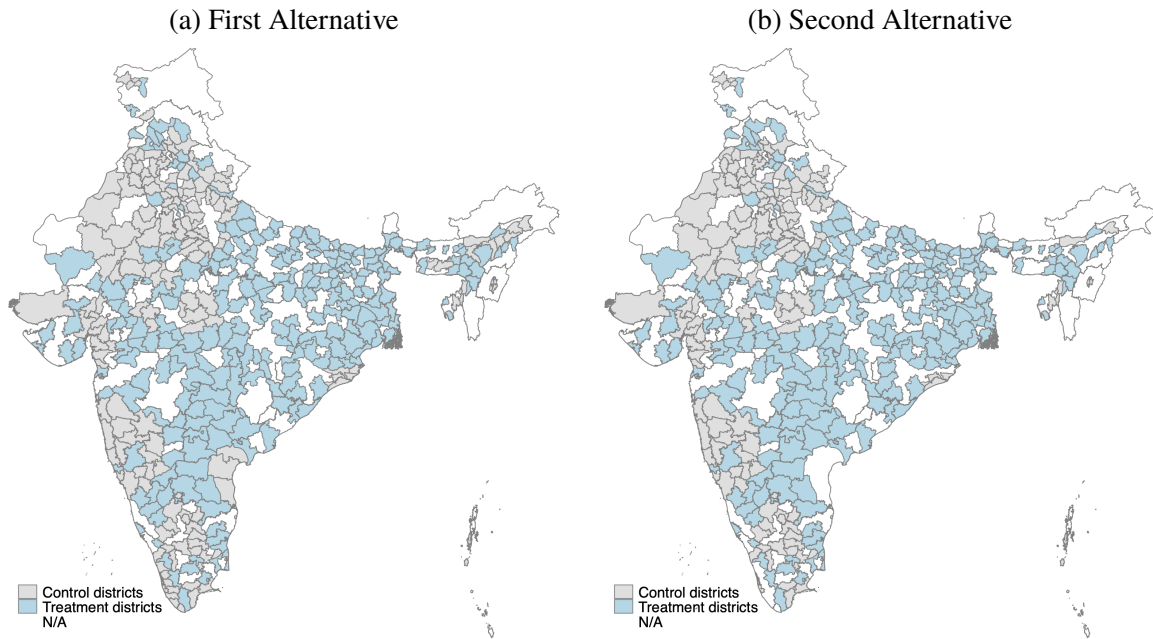 (a) First Alternative
(b) Second Alternative
Control districts
Treatment districts
N/A
Control districts
Treatment districts
N/A